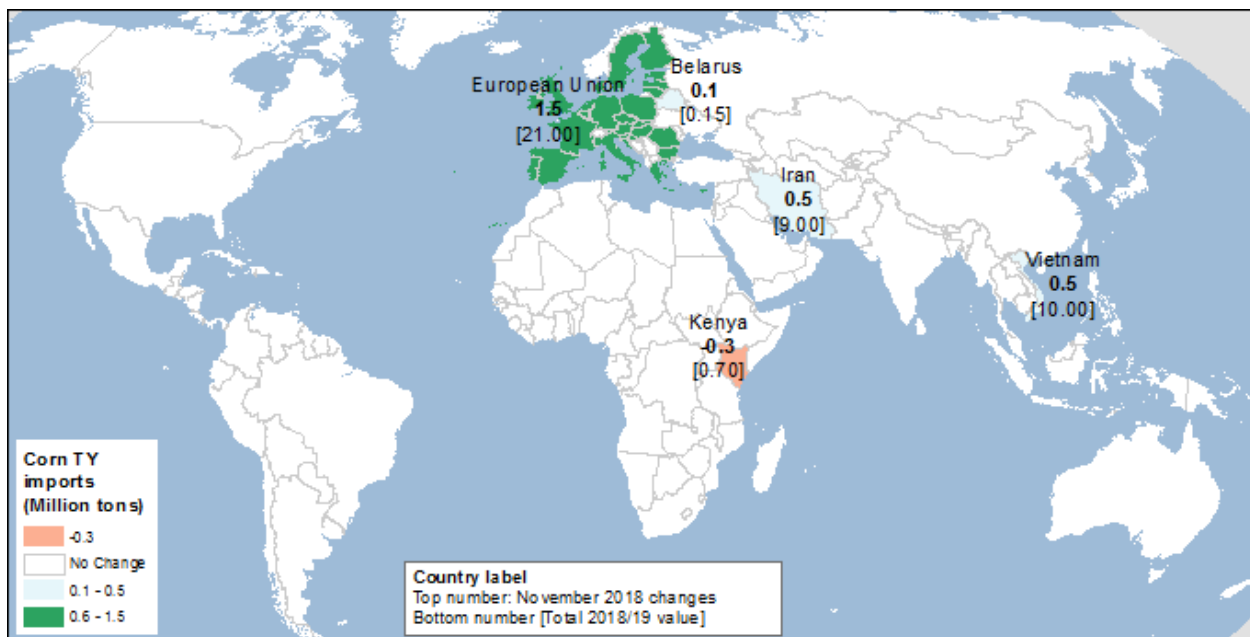 Belarus
0.1
[0.15]
European Union
1.5
[21.00]
Iran
0.5
[9.00]
Vietnam
0.5
[10.00]
Kenya
-0.3
[0.70]
Corn TY
imports
(Million tons)
-0.3
No Change
0.1 - 0.5
0.6 - 1.5
Country label
Top number: November 2018 changes
Bottom number [Total 2018/19 value]